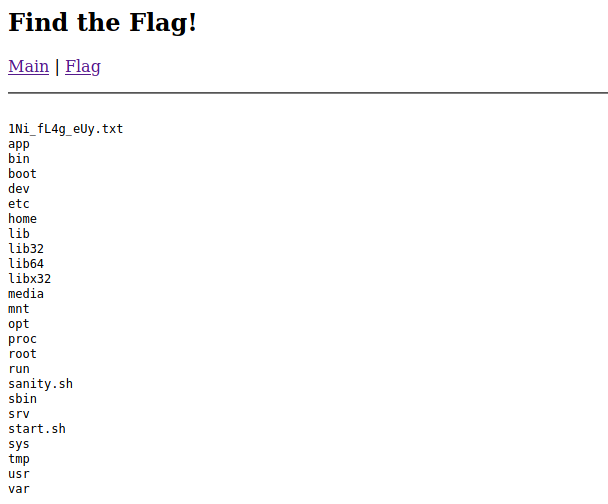 Find the Flag!
Main | Flag
1Ni_fL4g_eUy.txt
app
bin
boot
dev
etc
home
lib
lib32
lib64
libx32
media
mnt
opt
proc
root
run
sanity.sh
sbin
srv
start.sh
sys
tmp
usr
var